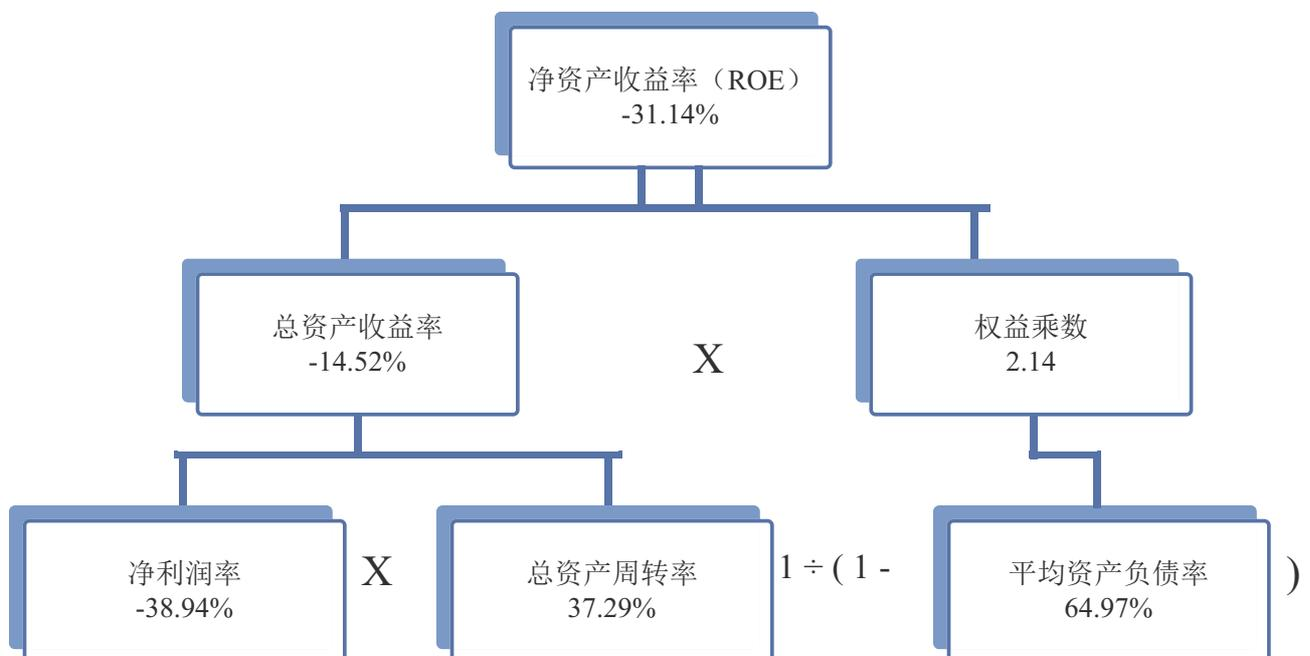 净资产收益率（ROE）
-31.14%
总资产收益率
-14.52%
X
权益乘数
2.14
净利润率
-38.94%
X
总资产周转率
37.29%
1 ÷ ( 1 -
平均资产负债率
64.97%
)